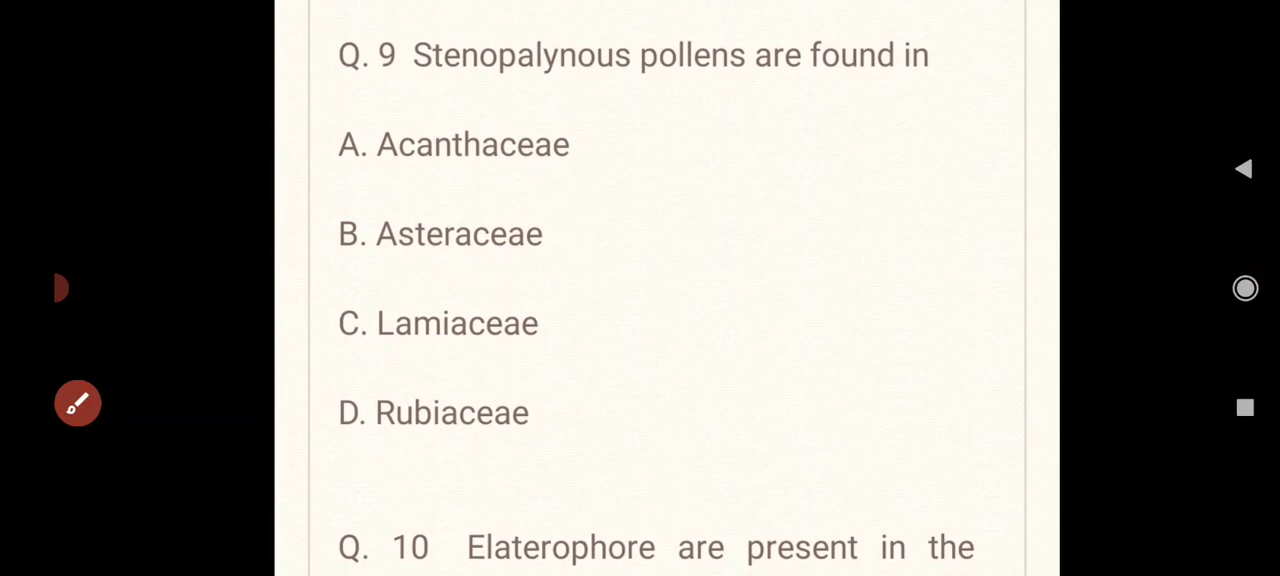 Q. 9 Stenopalynous pollens are found in
A. Acanthaceae
B. Asteraceae
C. Lamiaceae
D. Rubiaceae
Q. 10 Elaterophore are present in the